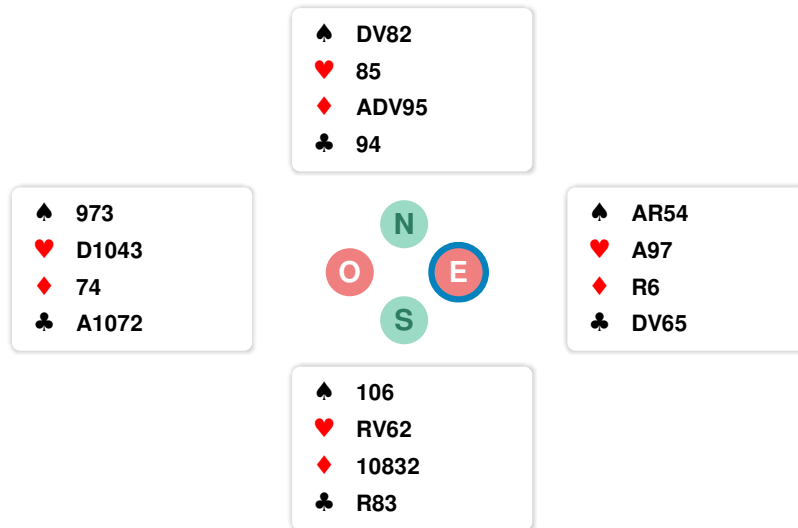 ♠ DV82
♥ 85
♦ ADV95
♣ 94
♠ 973
♥ D1043
♦ 74
♣ A1072
N
O
E
S
♠ AR54
♥ A97
♦ R6
♣ DV65
♠ 106
♥ RV62
♦ 10832
♣ R83